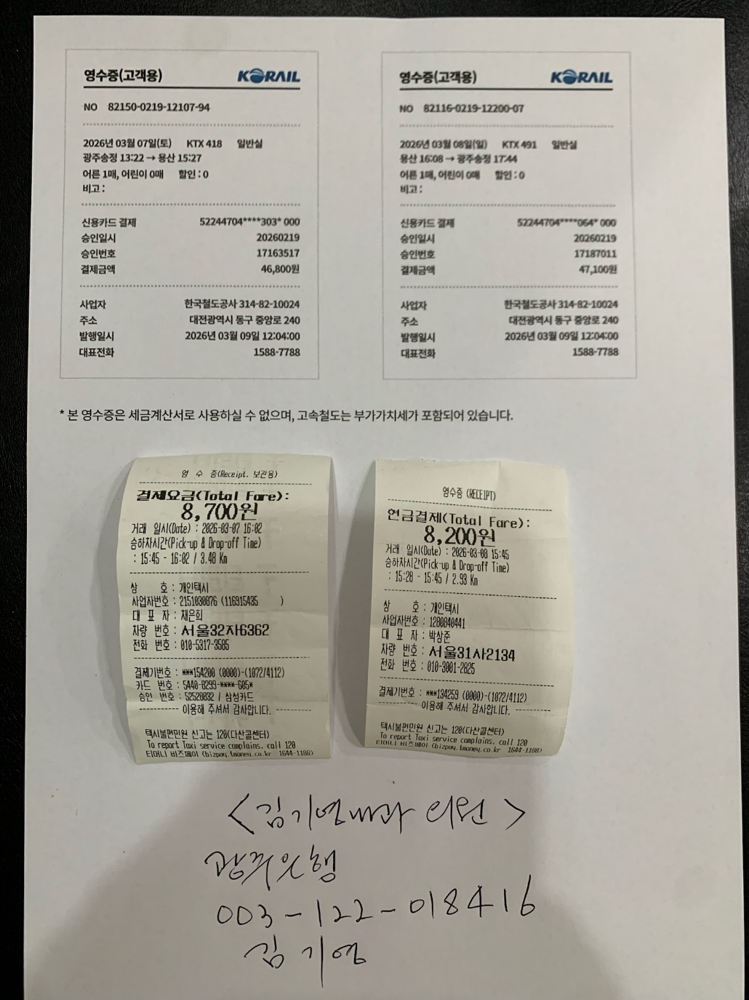 영수증(고객용) KORAIL
NO 82150-0219-12107-94
2026년 03월 07일(토) KTX 418 일반실
광주송정 13:22 → 용산 15:27
어른 1매, 어린이 0매 할인 : 0
비고 :
신용카드 결제 52244704****303* 000
승인일시 20260219
승인번호 17163517
결제금액 46,800원
사업자 한국철도공사 314-82-10024
주소 대전광역시 동구 중앙로 240
발행일시 2026년 03월 09일 12:04:00
대표전화 1588-7788
영수증(고객용) KORAIL
NO 82116-0219-12200-07
2026년 03월 08일(일) KTX 491 일반실
용산 16:08 → 광주송정 17:44
어른 1매, 어린이 0매 할인 : 0
비고 :
신용카드 결제 52244704****064* 000
승인일시 20260219
승인번호 17187011
결제금액 47,100원
사업자 한국철도공사 314-82-10024
주소 대전광역시 동구 중앙로 240
발행일시 2026년 03월 09일 12:04:00
대표전화 1588-7788
* 본 영수증은 세금계산서로 사용하실 수 없으며, 고속철도는 부가가치세가 포함되어 있습니다.
영 수 증(Receipt, 보관용)
결제요금(Total Fare):
8,700원
거래 일시(Date) : 2026-03-07 16:02
승하차시간(Pick-up & Drop-off Time)
: 15:45 - 16:02 / 3.48 Km
상 호 : 개인택시
사업자번호 : 2151030876 (116915435 )
대 표 자 : 채은희
차량 번호 : 서울32자6362
전화 번호 : 010-5317-3585
결제기번호 : ***154200 (0000)-(1072/4112)
카드 번호 : 5440-8299-****-605*
승인 번호 : 52528832 / 삼성카드
이용해 주셔서 감사합니다.
택시불편민원 신고는 120(다산콜센터)
To report Taxi service complains, call 120
티머니 비즈페이 (bizpay.tmoney.co.kr 1644-1188)
영수증 (RECEIPT)
현금결제(Total Fare):
8,200원
거래 일시(Date) : 2026-03-08 15:45
승하차시간(Pick-up & Drop-off Time)
: 15:28 - 15:45 / 2.93 Km
상 호 : 개인택시
사업자번호 : 1280840441
대 표 자 : 박상준
차량 번호 : 서울31사2134
전화 번호 : 010-3001-2825
결제기번호 : ***134259 (0000)-(1072/4112)
이용해 주셔서 감사합니다.
택시불편민원 신고는 120(다산콜센터)
To report Taxi service complains, call 120
티머니 비즈페이 (bizpay.tmoney.co.kr 1644-1188)
<김기영내과 의원>
광주은행
003-122-018416
김기영